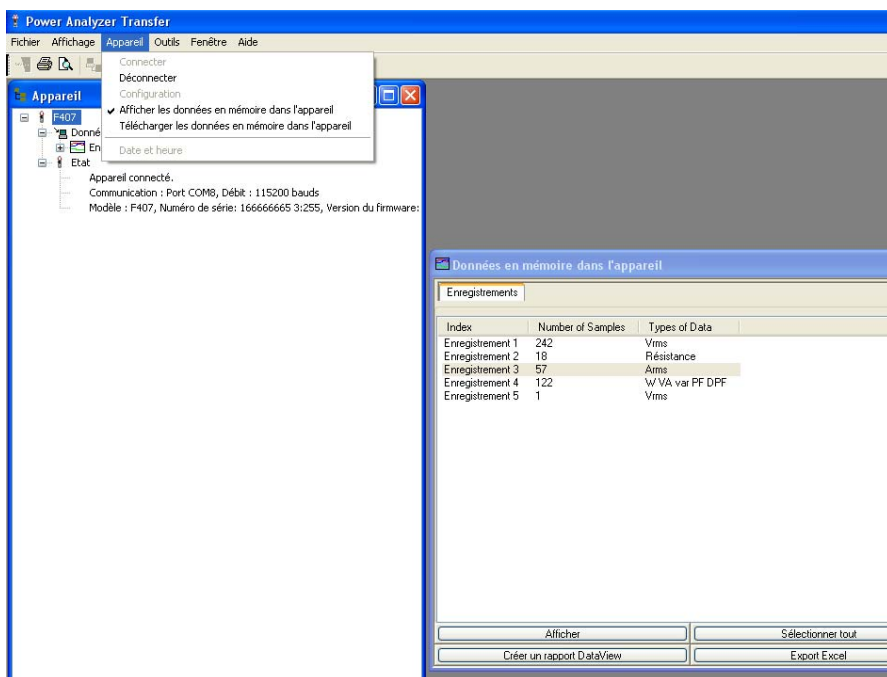 Power Analyzer Transfer
Fichier Affichage Appareil Outils Fenêtre Aide
Connecter
Déconnecter
Configuration
Afficher les données en mémoire dans l'appareil
Télécharger les données en mémoire dans l'appareil
Date et heure
Appareil
F407
Donné
En
Etat
Appareil connecté.
Communication : Port COM8, Débit : 115200 bauds
Modèle : F407, Numéro de série: 166666665 3:255, Version du firmware:
Données en mémoire dans l'appareil
Enregistrements
Index Number of Samples Types of Data
Enregistrement 1 242 Vrms
Enregistrement 2 18 Résistance
Enregistrement 3 57 Arms
Enregistrement 4 122 W VA var PF DPF
Enregistrement 5 1 Vrms
Afficher Sélectionner tout
Créer un rapport DataView Export Excel